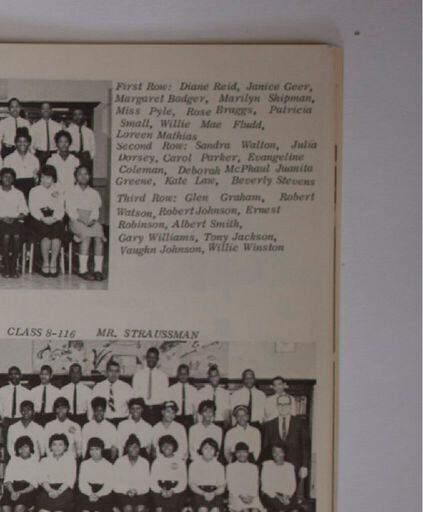 First Row: Diane Reid, Janice Geer,
Margaret Badger, Marilyn Shipman,
Miss Pyle, Rose Braggs, Patricia
Small, Willie Mae Fludd,
Loreen Mathias
Second Row: Sandra Walton, Julia
Dorsey, Carol Parker, Evangeline
Coleman, Deborah McPhaul Juanita
Greene, Kate Law, Beverly Stevens
Third Row: Glen Graham, Robert
Watson, Robert Johnson, Ernest
Robinson, Albert Smith,
Gary Williams, Tony Jackson,
Vaughn Johnson, Willie Winston
CLASS 8-116 MR. STRAUSSMAN